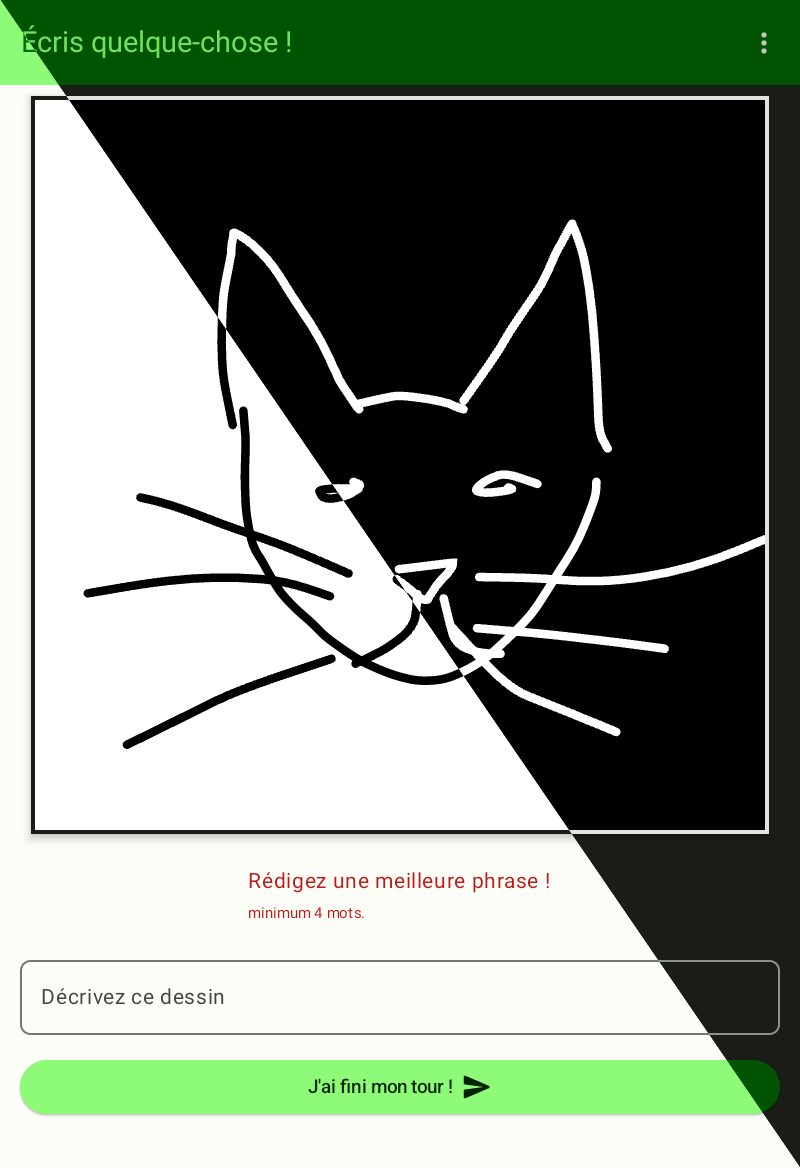 Écris quelque-chose !
Rédigez une meilleure phrase !
minimum 4 mots.
Décrivez ce dessin
J'ai fini mon tour !